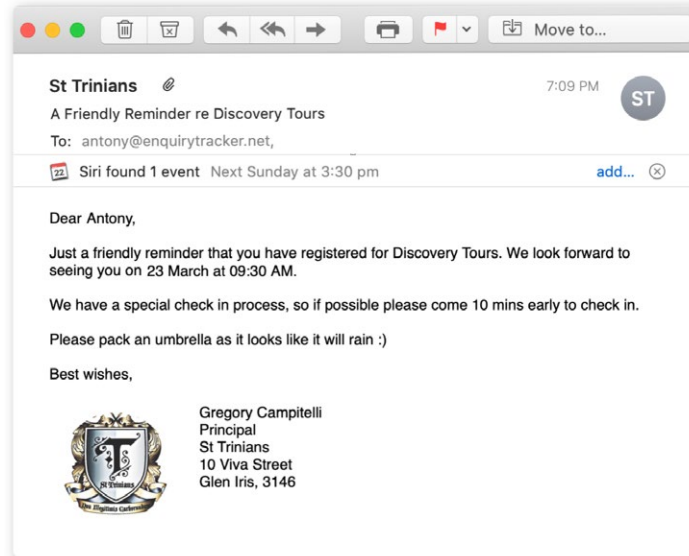 Move to...
St Trinians
7:09 PM
ST
A Friendly Reminder re Discovery Tours
To: antony@enquirytracker.net,
22 Siri found 1 event Next Sunday at 3:30 pm add...
Dear Antony,
Just a friendly reminder that you have registered for Discovery Tours. We look forward to
seeing you on 23 March at 09:30 AM.
We have a special check in process, so if possible please come 10 mins early to check in.
Please pack an umbrella as it looks like it will rain :)
Best wishes,
Gregory Campitelli
Principal
St Trinians
10 Viva Street
Glen Iris, 3146
T
St Trinians